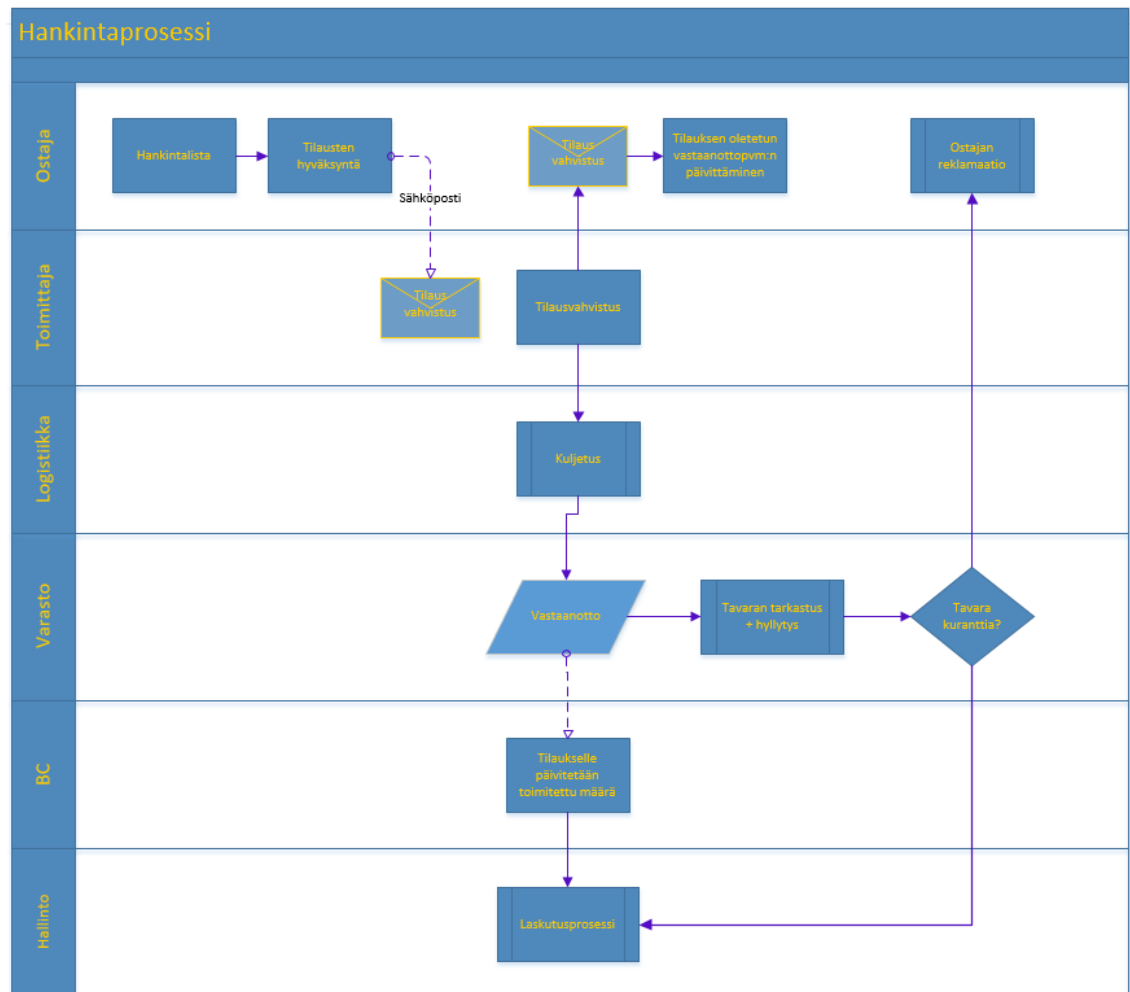 Hankintaprosessi
Ostaja
Hankintalista
Tilausten
hyväksyntä
Sähköposti
Tilaus
vahvistus
Tilauksen oletetun
vastaanottopvm:n
päivittäminen
Ostajan
reklamaatio
Toimittaja
Tilaus
vahvistus
Tilausvahvistus
Logistiikka
Kuljetus
Varasto
Vastaanotto
Tavaran tarkastus
+ hyllytys
Tavara
kuranttia?
BC
Tilaukselle
päivitetään
toimitettu määrä
Hallinto
Laskutusprosessi